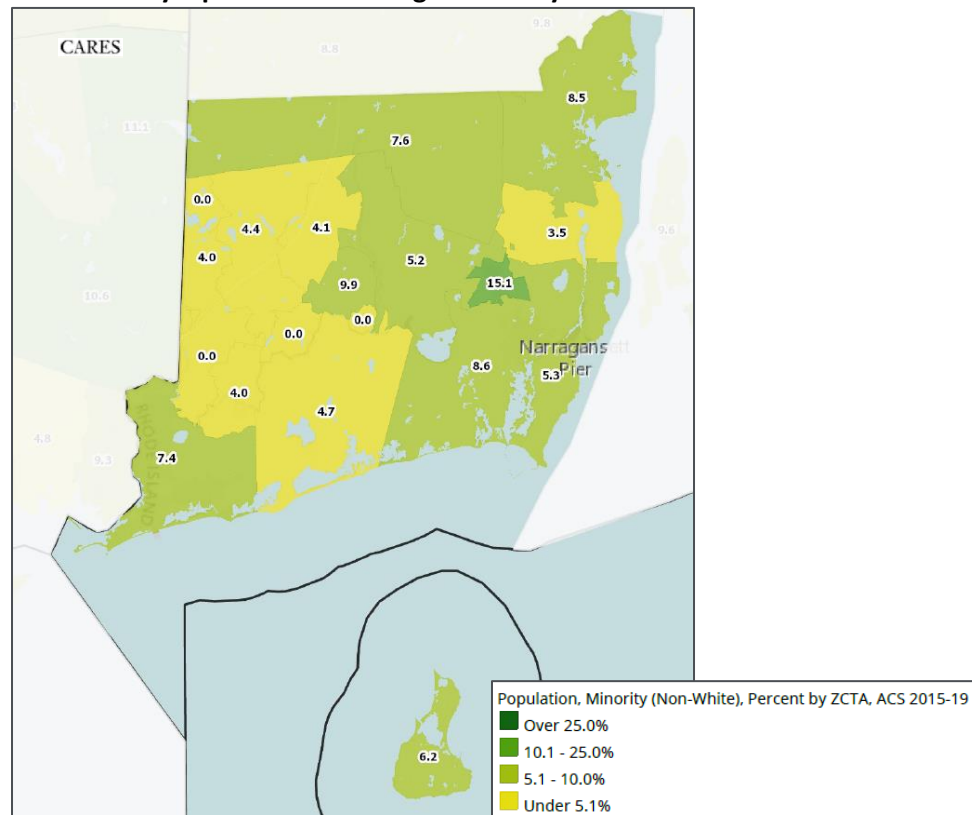 CARES
9.8
8.8
8.5
11.1
7.6
0.0
4.4
4.1
3.5
9.6
4.0
5.2
9.9
15.1
10.6
0.0
0.0
Narragansett
Pier
0.0
8.6
5.3
4.0
4.7
4.8
9.3
7.4
RHODE ISLAND
6.2
Population, Minority (Non-White), Percent by ZCTA, ACS 2015-19
Over 25.0%
10.1 - 25.0%
5.1 - 10.0%
Under 5.1%